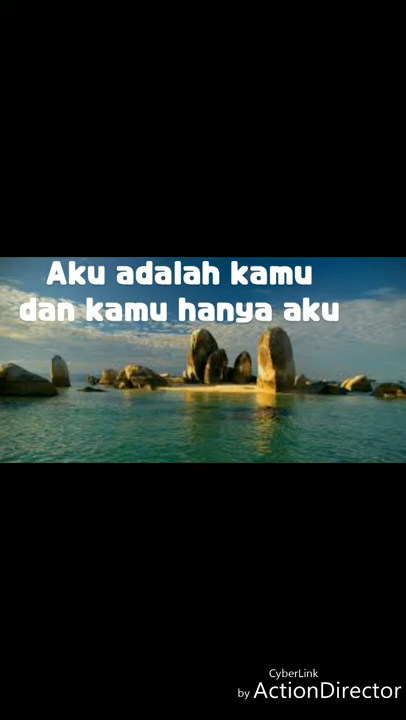 Aku adalah kamu
dan kamu hanya aku
CyberLink
by ActionDirector